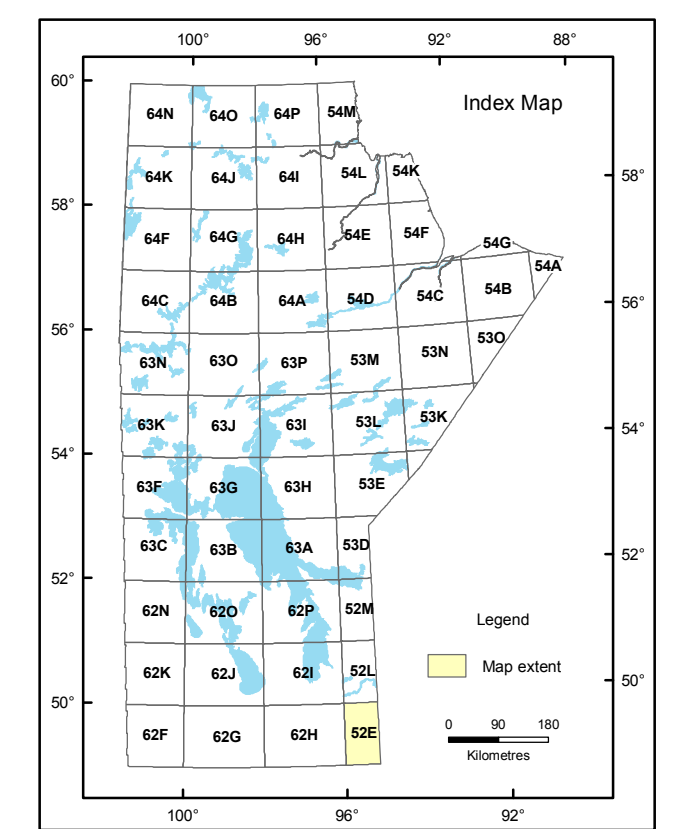 100° 96° 92° 88°
60°
Index Map
64N 64O 64P 54M
64K 64J 64I 54L 54K
58° 58°
64F 64G 64H 54E 54F 54G
54A
64C 64B 64A 54D 54C 54B
56° 56°
63N 63O 63P 53M 53N 53O
63K 63J 63I 53L 53K
54° 54°
63F 63G 63H 53E
63C 63B 63A 53D
52° 52°
62N 62O 62P 52M
Legend
62K 62J 62I 52L
Map extent
50° 50°
62F 62G 62H 52E
0 90 180
Kilometres
100° 96° 92°